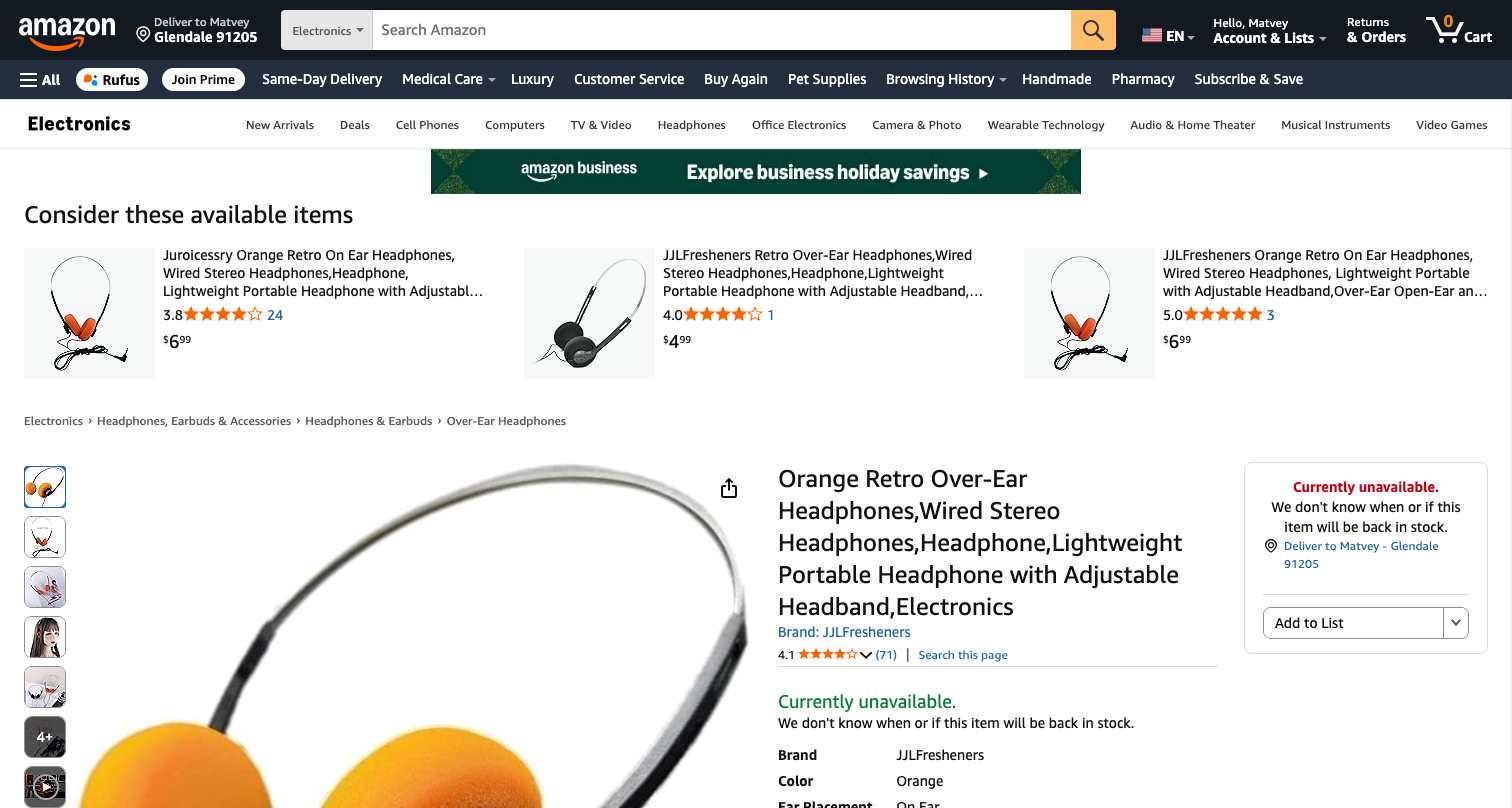 amazon
Deliver to Matvey
Glendale 91205
Electronics
Search Amazon
EN
Hello, Matvey
Account & Lists
Returns
& Orders
0
Cart
All
Rufus
Join Prime
Same-Day Delivery
Medical Care
Luxury
Customer Service
Buy Again
Pet Supplies
Browsing History
Handmade
Pharmacy
Subscribe & Save
Electronics
New Arrivals
Deals
Cell Phones
Computers
TV & Video
Headphones
Office Electronics
Camera & Photo
Wearable Technology
Audio & Home Theater
Musical Instruments
Video Games
amazon business
Explore business holiday savings
Consider these available items
Juroicessry Orange Retro On Ear Headphones,
Wired Stereo Headphones,Headphone,
Lightweight Portable Headphone with Adjustabl…
3.8 24
$699
JJLFresheners Retro Over-Ear Headphones,Wired
Stereo Headphones,Headphone,Lightweight
Portable Headphone with Adjustable Headband,…
4.0 1
$499
JJLFresheners Orange Retro On Ear Headphones,
Wired Stereo Headphones, Lightweight Portable
with Adjustable Headband,Over-Ear Open-Ear an…
5.0 3
$699
Electronics › Headphones, Earbuds & Accessories › Headphones & Earbuds › Over-Ear Headphones
4+
Orange Retro Over-Ear
Headphones,Wired Stereo
Headphones,Headphone,Lightweight
Portable Headphone with Adjustable
Headband,Electronics
Brand: JJLFresheners
4.1 (71) | Search this page
Currently unavailable.
We don't know when or if this item will be back in stock.
Brand JJLFresheners
Color Orange
Ear Placement On Ear
Currently unavailable.
We don't know when or if this
item will be back in stock.
Deliver to Matvey - Glendale
91205
Add to List